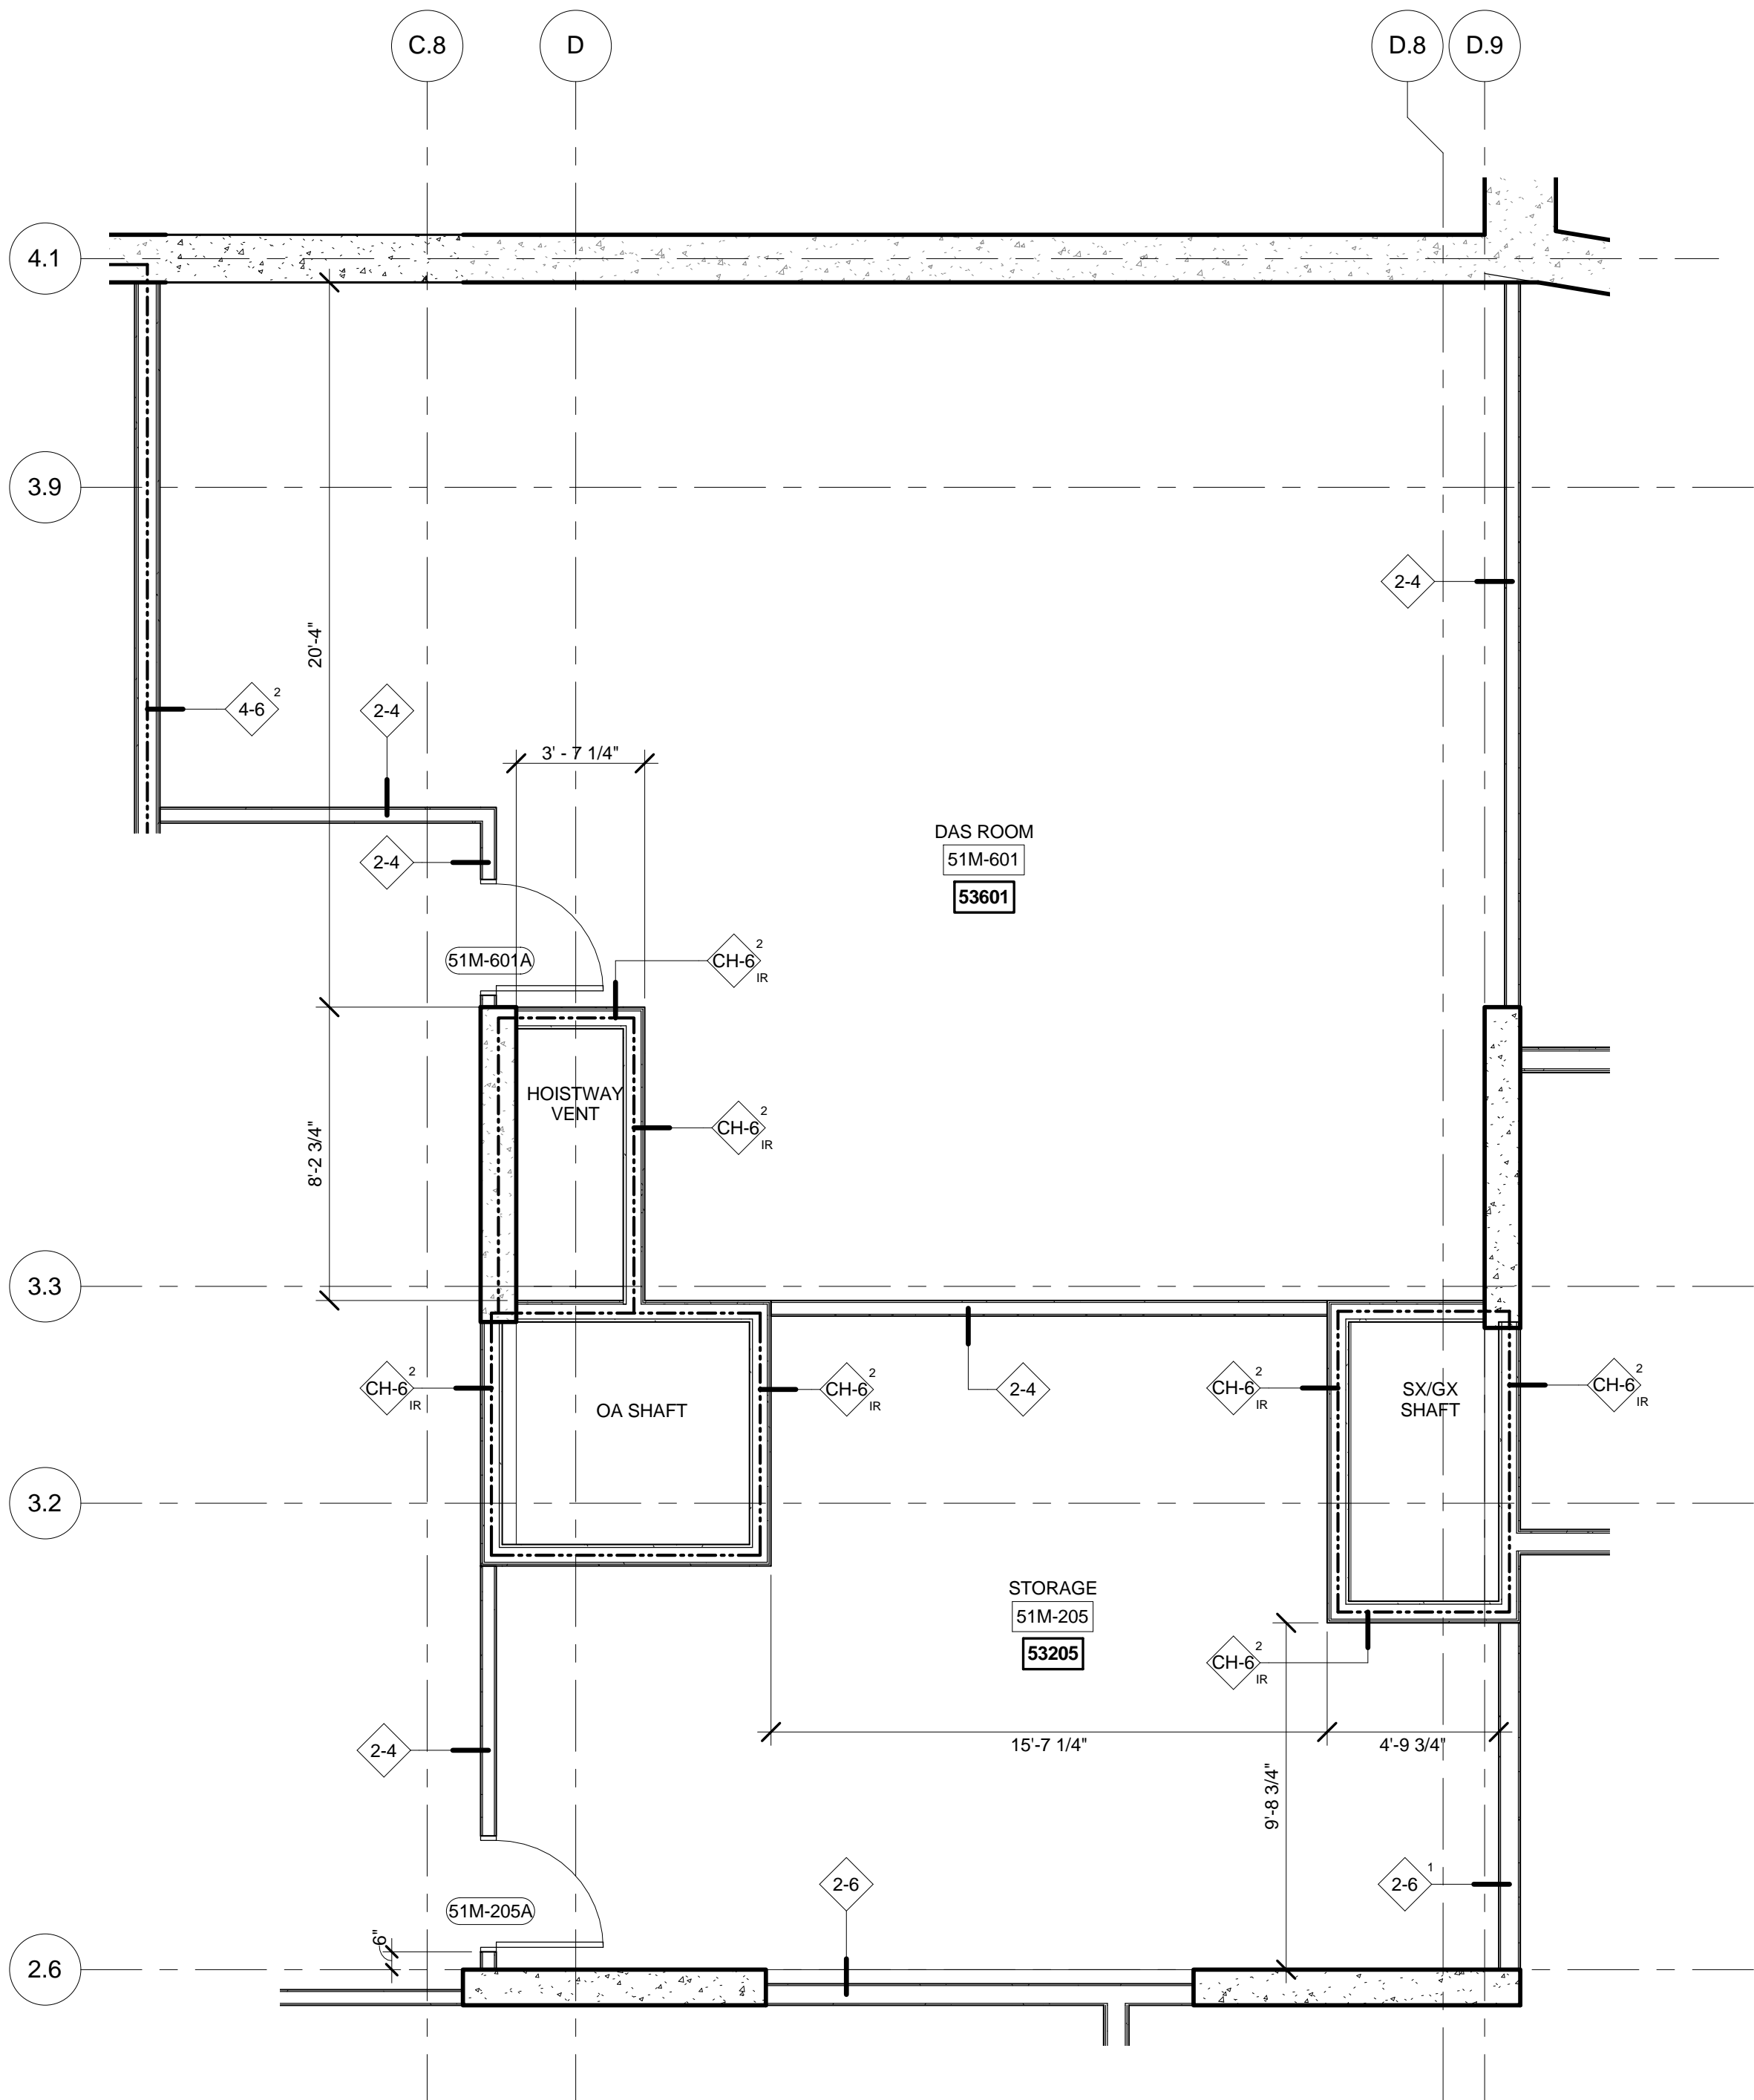 C.8
D
D.8
D.9
4.1
3.9
2-4
20'-4"
4-6
2
2-4
3' - 7 1/4"
DAS ROOM
51M-601
53601
2-4
51M-601A
CH-6
2
IR
HOISTWAY
VENT
CH-6
2
IR
8'-2 3/4"
3.3
CH-6
2
IR
OA SHAFT
CH-6
2
IR
2-4
CH-6
2
IR
SX/GX
SHAFT
CH-6
2
IR
3.2
STORAGE
51M-205
53205
CH-6
2
IR
2-4
15'-7 1/4"
4'-9 3/4"
9'-8 3/4"
2-6
2-6
1
51M-205A
6"
2.6